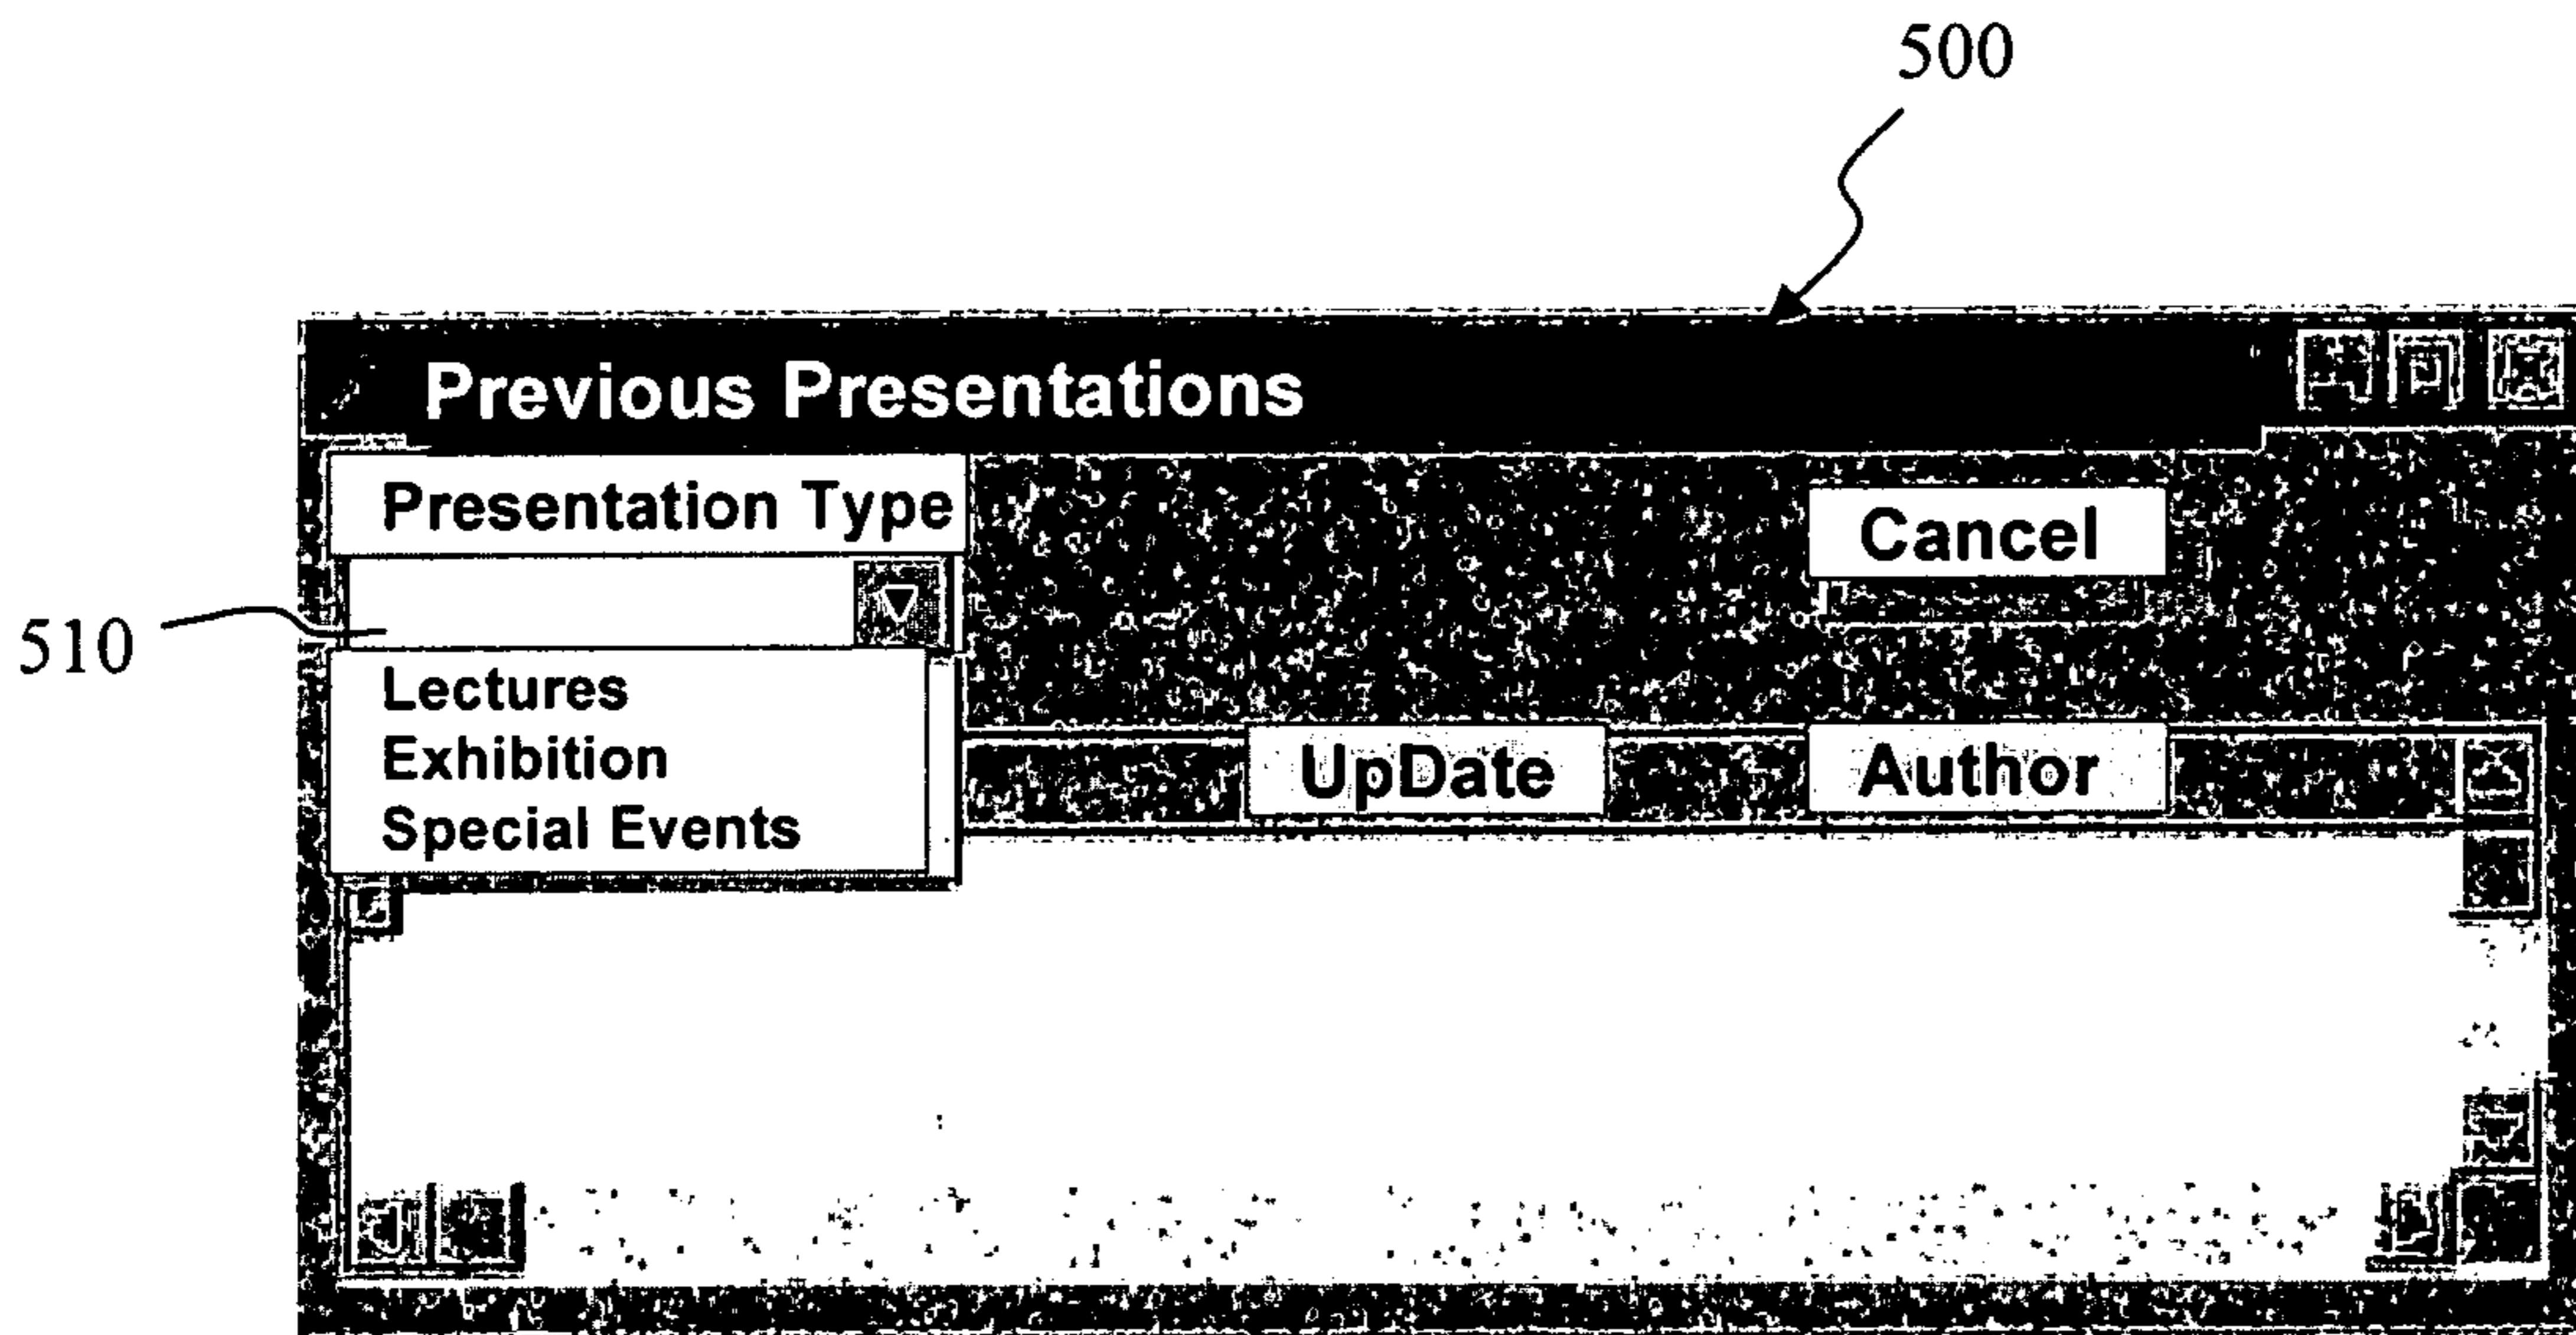 500
Previous Presentations
Presentation Type
Cancel
510
Lectures
Exhibition
UpDate
Author
Special Events